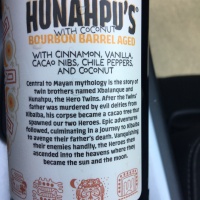 HUNAHPU'S
WITH COCONUT
BOURBON BARREL AGED
WITH CINNAMON, VANILLA,
CACAO NIBS, CHILE PEPPERS,
AND COCONUT
Central to Mayan mythology is the story of
twin brothers named Xbalanque and
Hunahpu, the Hero Twins. After the Twins'
father was murdered by evil deities from
Xibalba, his corpse became a cacao tree that
spawned our two Heroes. Epic adventures
followed, culminating in a journey to Xibalba
to avenge their father's death. Vanquishing
their enemies handily, the Heroes then
ascended into the heavens where they
became the sun and the moon.